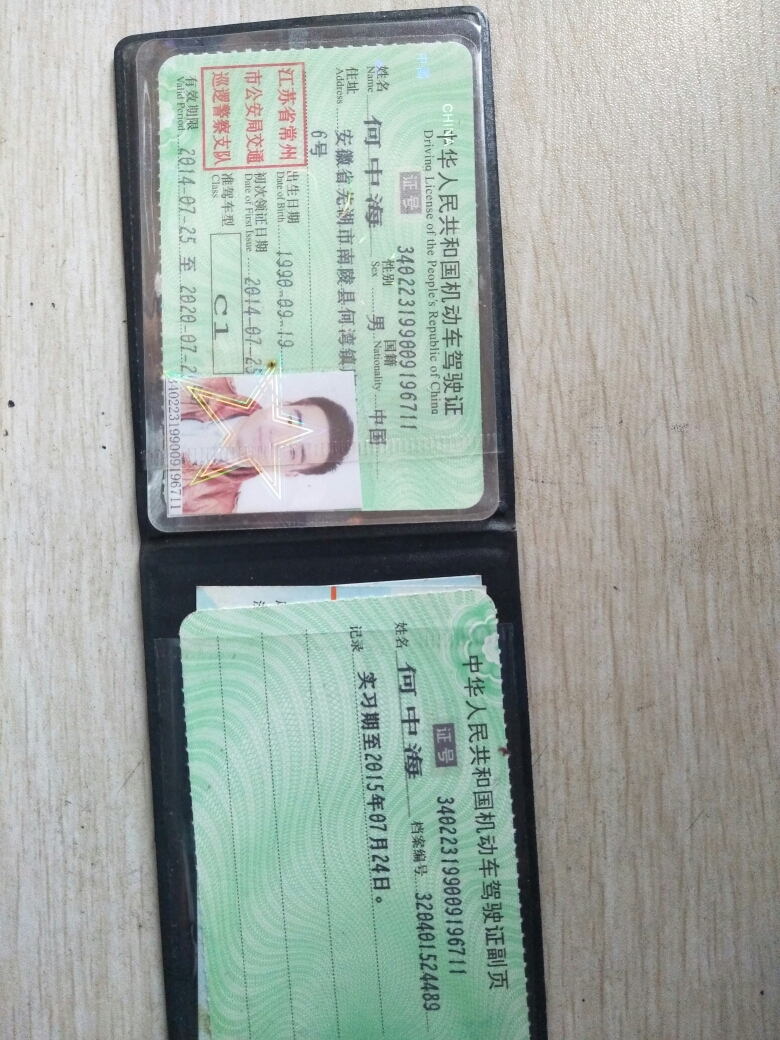 中国
CHINA
中华人民共和国机动车驾驶证
Driving License of the People's Republic of China
证号 340223199009196711
姓名 何中海 性别 男 国籍 中国
Name Sex Nationality
住址 安徽省芜湖市南陵县何湾镇
Address
6号
江苏省常州
市公安局交通
巡逻警察支队
出生日期 1990-09-19
Date of Birth
初次领证日期 2014-07-25
Date of First Issue
准驾车型 C1
Class
有效期限 2014-07-25 至 2020-07-2
Valid Period
340223199009196711
中华人民共和国机动车驾驶证副页
证号 340223199009196711
姓名 何中海 档案编号 320401524489
记录 实习期至2015年07月24日。